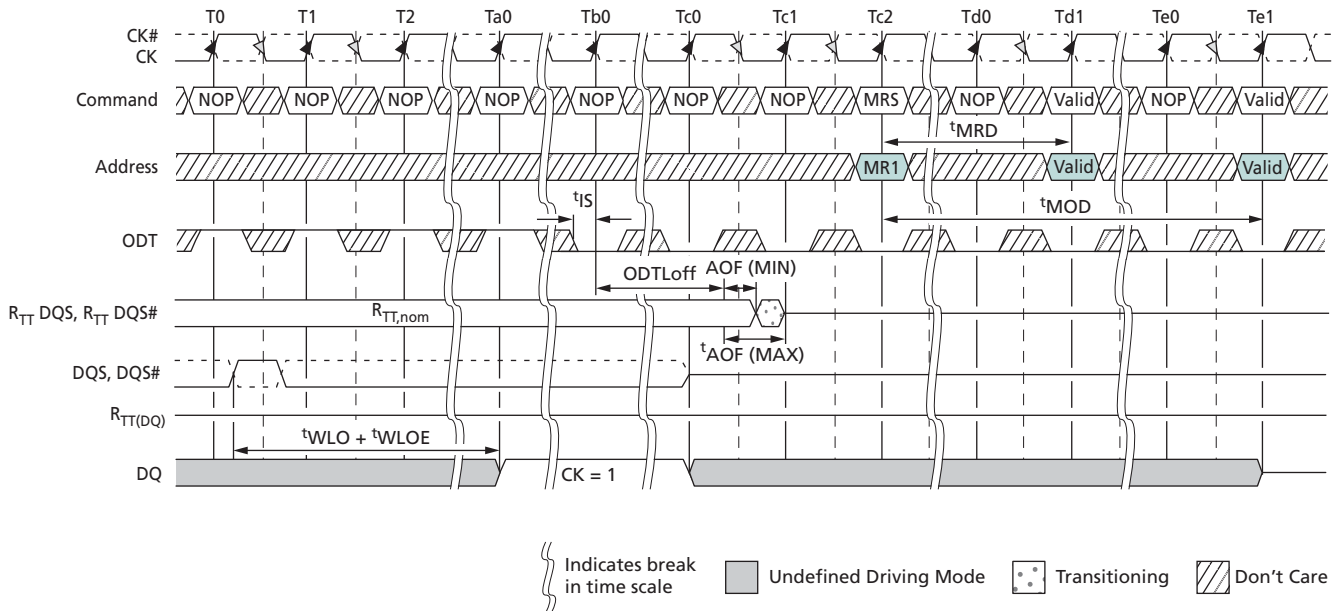 T0 T1 T2 Ta0 Tb0 Tc0 Tc1 Tc2 Td0 Td1 Te0 Te1
CK#
CK
Command NOP NOP NOP NOP NOP NOP NOP MRS NOP Valid NOP Valid
tMRD
Address MR1 Valid Valid
tIS
tMOD
ODT
ODTLoff AOF (MIN)
RTT DQS, RTT DQS# RTT,nom
tAOF (MAX)
DQS, DQS#
RTT(DQ)
tWLO + tWLOE
DQ CK = 1
Indicates break
in time scale
Undefined Driving Mode
Transitioning
Don't Care